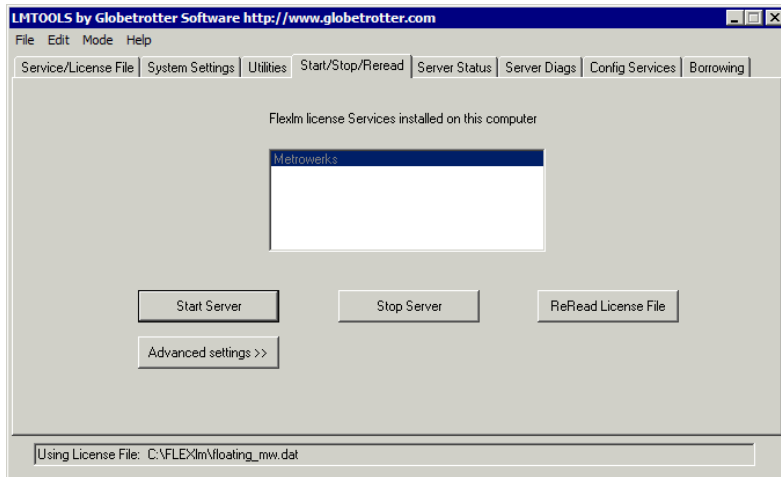 LMTOOLS by Globetrotter Software http://www.globetrotter.com
File Edit Mode Help
Service/License File System Settings Utilities Start/Stop/Reread Server Status Server Diags Config Services Borrowing
Flexlm license Services installed on this computer
Metrowerks
Start Server Stop Server ReRead License File
Advanced settings >>
Using License File: C:\FLEXlm\floating_mw.dat